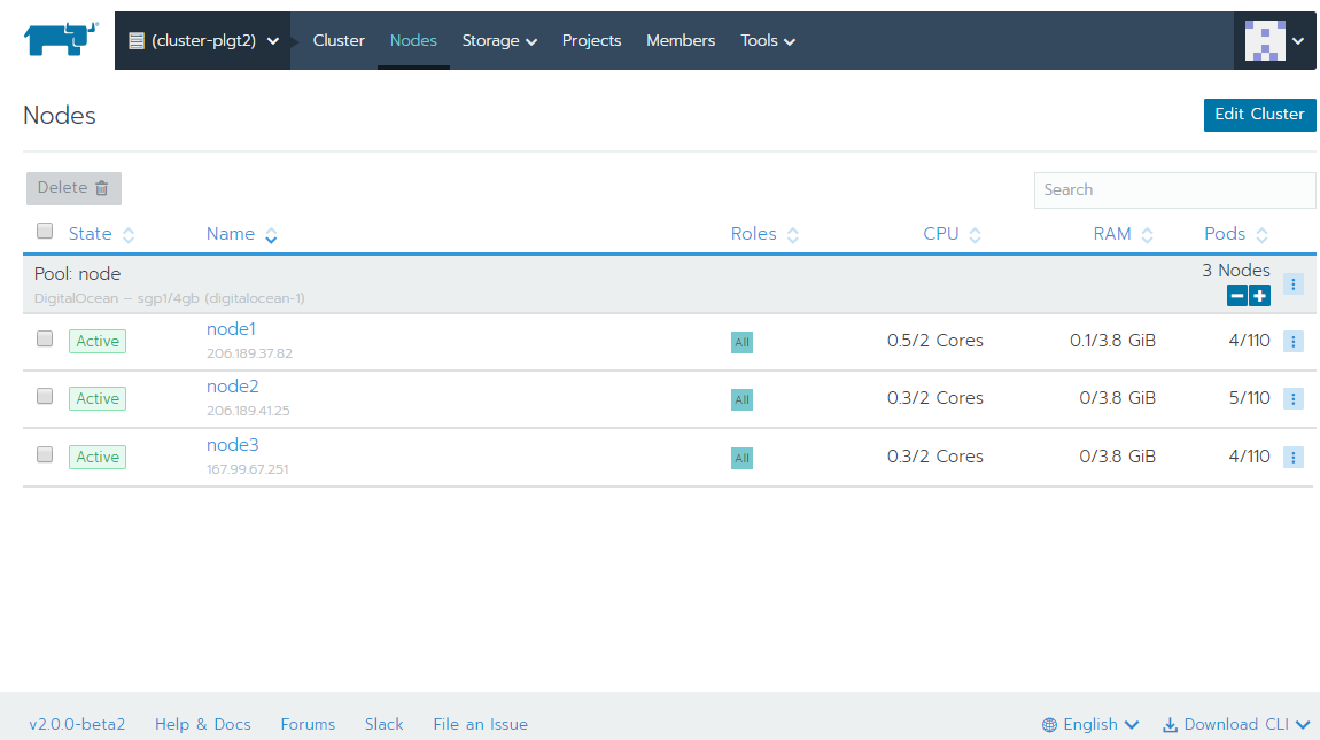 (cluster-plgt2) Cluster Nodes Storage Projects Members Tools
Nodes
Edit Cluster
Delete
Search
State Name Roles CPU RAM Pods
Pool: node
3 Nodes
DigitalOcean – sgp1/4gb (digitalocean-1)
Active node1 All 0.5/2 Cores 0.1/3.8 GiB 4/110
206.189.37.82
Active node2 All 0.3/2 Cores 0/3.8 GiB 5/110
206.189.41.25
Active node3 All 0.3/2 Cores 0/3.8 GiB 4/110
167.99.67.251
v2.0.0-beta2 Help & Docs Forums Slack File an Issue English Download CLI